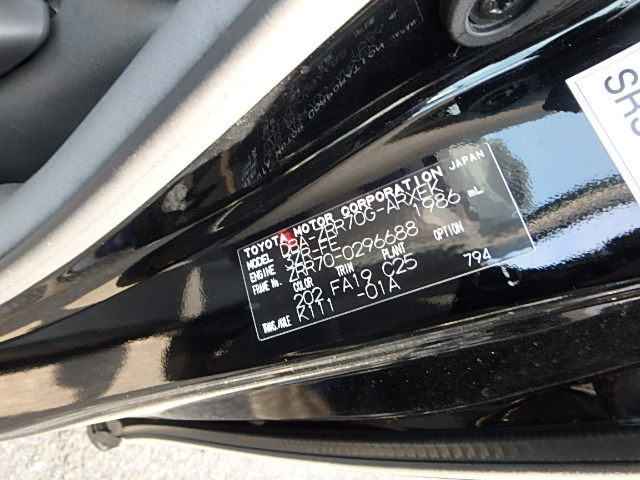 TOYOTA MOTOR CORPORATION JAPAN
MODEL DBA-ZRR70G-ARXEK
ENGINE 3ZR-FE 1986 mL
FRAME No. ZRR70-0296688
COLOR TRIM PLANT OPTION
202 FA19 C25 794
TRANS./AXLE K111 -01A
SH